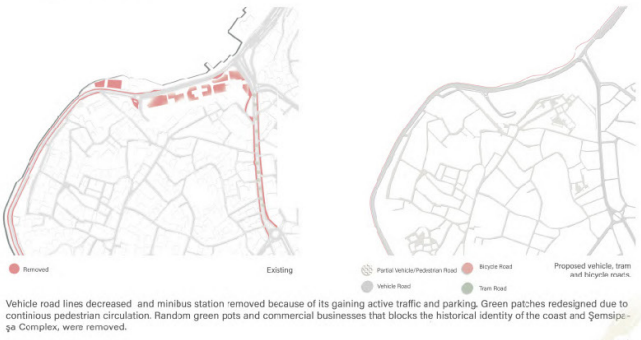 Removed
Existing
Partial Vehicle/Pedestrian Road
Bicycle Road
Vehicle Road
Tram Road
Proposed vehicle, tram
and bicycle roads.
Vehicle road lines decreased and minibus station removed because of its gaining active traffic and parking. Green patches redesigned due to
continious pedestrian circulation. Random green pots and commercial businesses that blocks the historical identity of the coast and Şemsipa-
şa Complex, were removed.